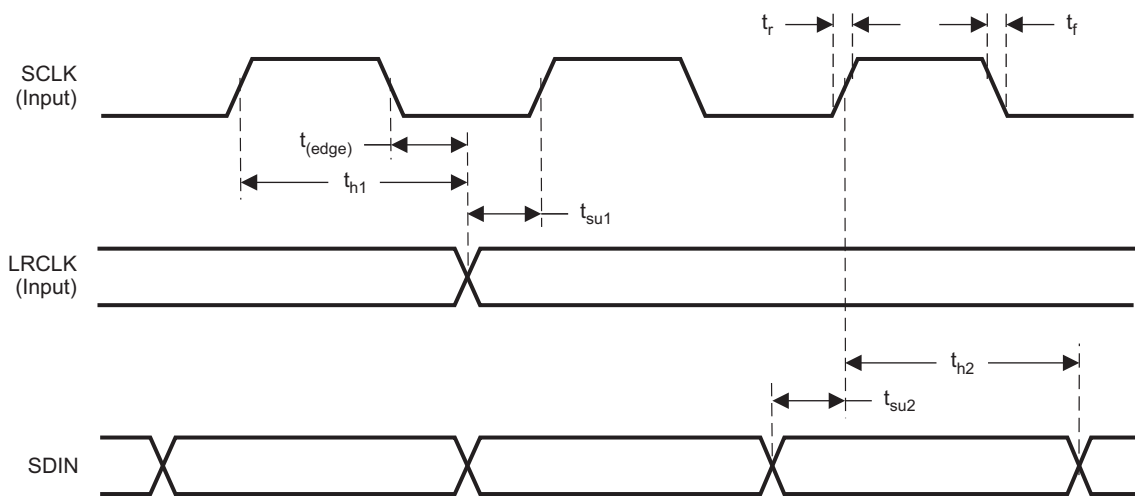 t_r
t_f
SCLK
(Input)
t_(edge)
t_h1
t_su1
LRCLK
(Input)
t_h2
t_su2
SDIN